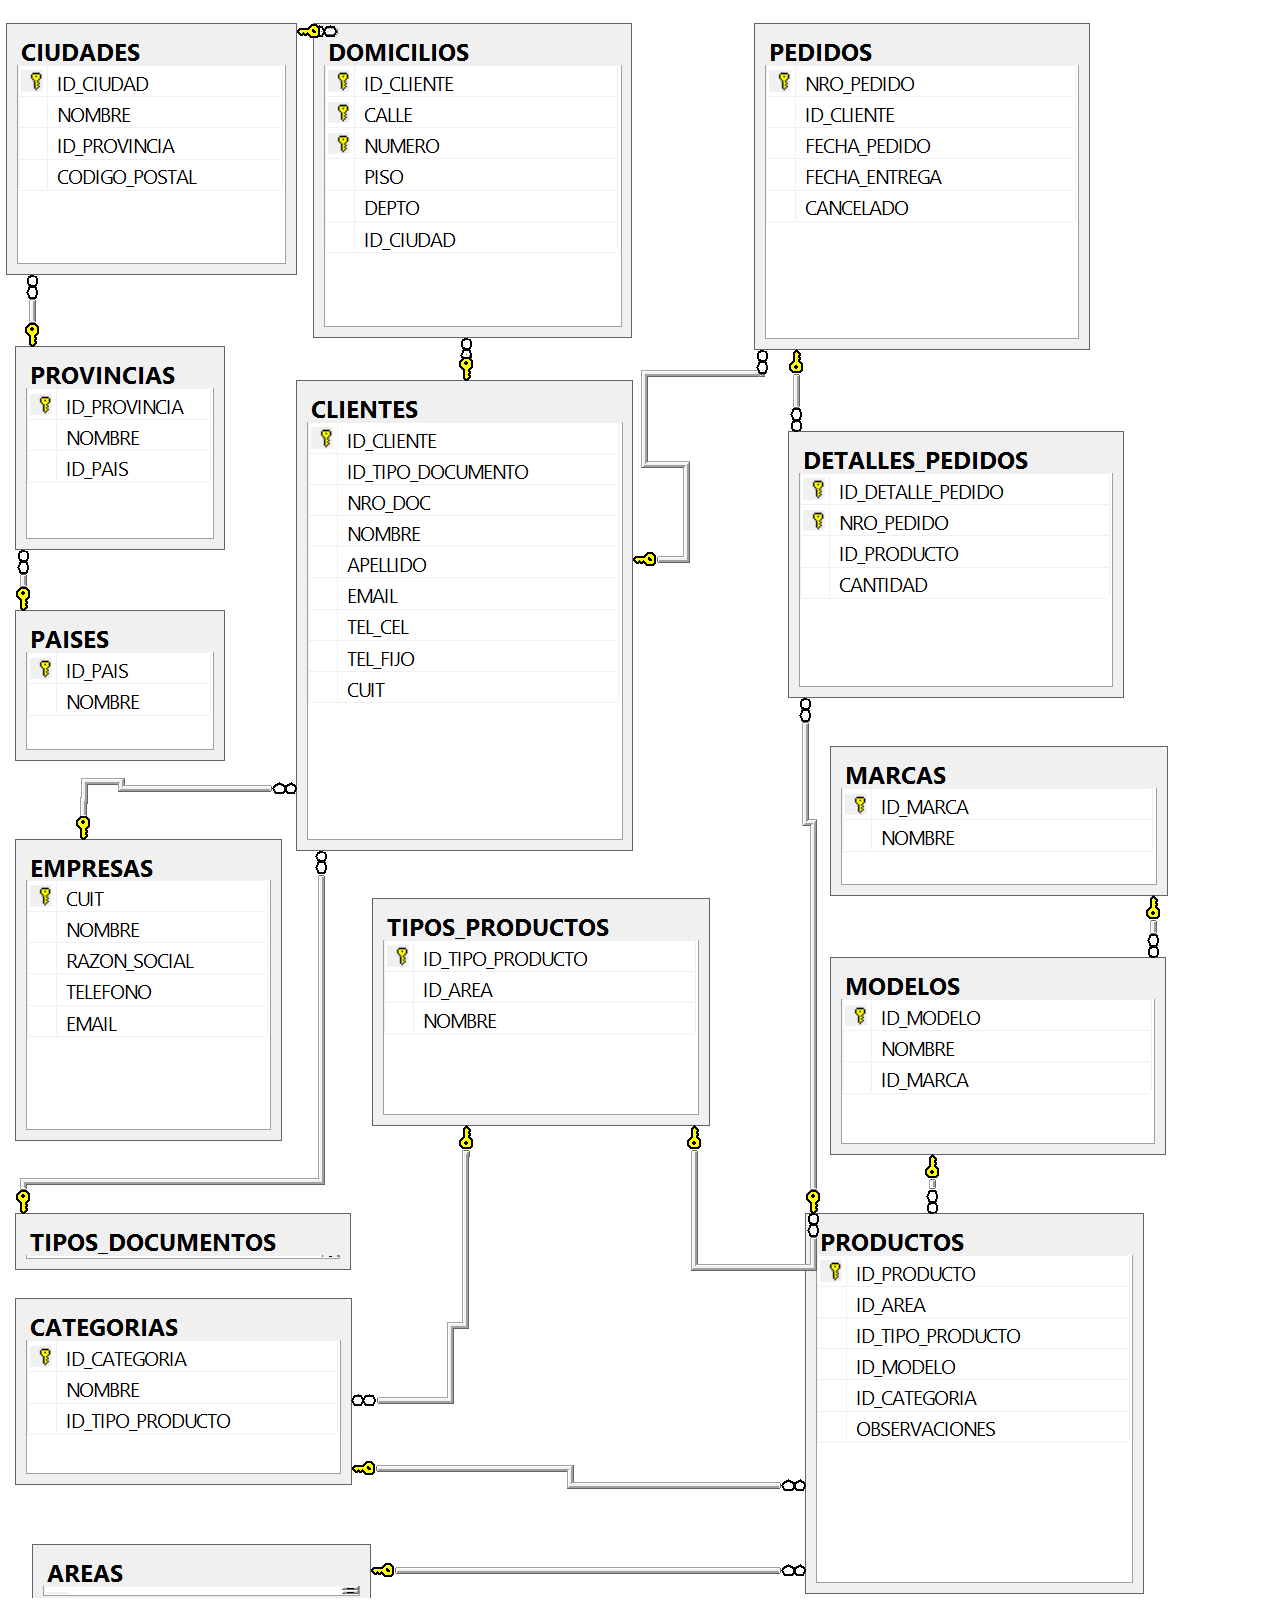 CIUDADES
ID_CIUDAD
NOMBRE
ID_PROVINCIA
CODIGO_POSTAL
DOMICILIOS
ID_CLIENTE
CALLE
NUMERO
PISO
DEPTO
ID_CIUDAD
PEDIDOS
NRO_PEDIDO
ID_CLIENTE
FECHA_PEDIDO
FECHA_ENTREGA
CANCELADO
PROVINCIAS
ID_PROVINCIA
NOMBRE
ID_PAIS
CLIENTES
ID_CLIENTE
ID_TIPO_DOCUMENTO
NRO_DOC
NOMBRE
APELLIDO
EMAIL
TEL_CEL
TEL_FIJO
CUIT
DETALLES_PEDIDOS
ID_DETALLE_PEDIDO
NRO_PEDIDO
ID_PRODUCTO
CANTIDAD
PAISES
ID_PAIS
NOMBRE
MARCAS
ID_MARCA
NOMBRE
EMPRESAS
CUIT
NOMBRE
RAZON_SOCIAL
TELEFONO
EMAIL
TIPOS_PRODUCTOS
ID_TIPO_PRODUCTO
ID_AREA
NOMBRE
MODELOS
ID_MODELO
NOMBRE
ID_MARCA
TIPOS_DOCUMENTOS
PRODUCTOS
ID_PRODUCTO
ID_AREA
ID_TIPO_PRODUCTO
ID_MODELO
ID_CATEGORIA
OBSERVACIONES
CATEGORIAS
ID_CATEGORIA
NOMBRE
ID_TIPO_PRODUCTO
AREAS